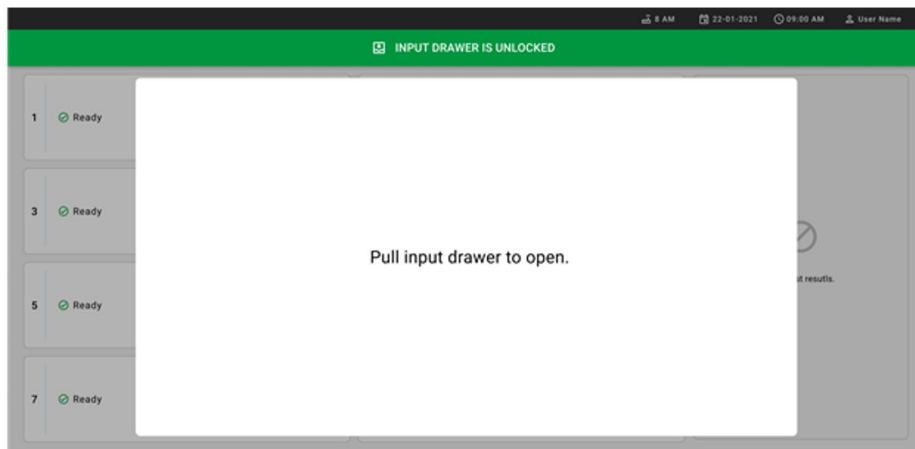 8 AM 22-01-2021 09:00 AM User Name
INPUT DRAWER IS UNLOCKED
1 Ready
3 Ready
Pull input drawer to open.
resutls.
5 Ready
7 Ready